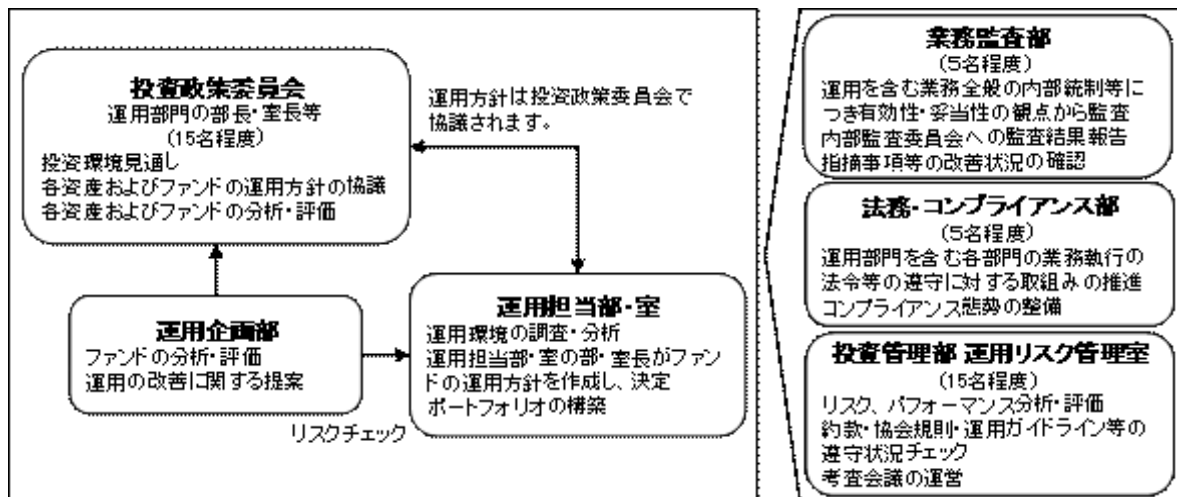 投資政策委員会
運用部門の部長・室長等
(15名程度)
投資環境見通し
各資産およびファンドの運用方針の協議
各資産およびファンドの分析・評価
運用方針は投資政策委員会で
協議されます。
運用企画部
ファンドの分析・評価
運用の改善に関する提案
リスクチェック
運用担当部・室
運用環境の調査・分析
運用担当部・室の部・室長がファン
ドの運用方針を作成し、決定
ポートフォリオの構築
業務監査部
(5名程度)
運用を含む業務全般の内部統制等に
つき有効性・妥当性の観点から監査
内部監査委員会への監査結果報告
指摘事項等の改善状況の確認
法務・コンプライアンス部
(5名程度)
運用部門を含む各部門の業務執行の
法令等の遵守に対する取組みの推進
コンプライアンス態勢の整備
投資管理部 運用リスク管理室
(15名程度)
リスク、パフォーマンス分析・評価
約款・協会規則・運用ガイドライン等の
遵守状況チェック
考査会議の運営